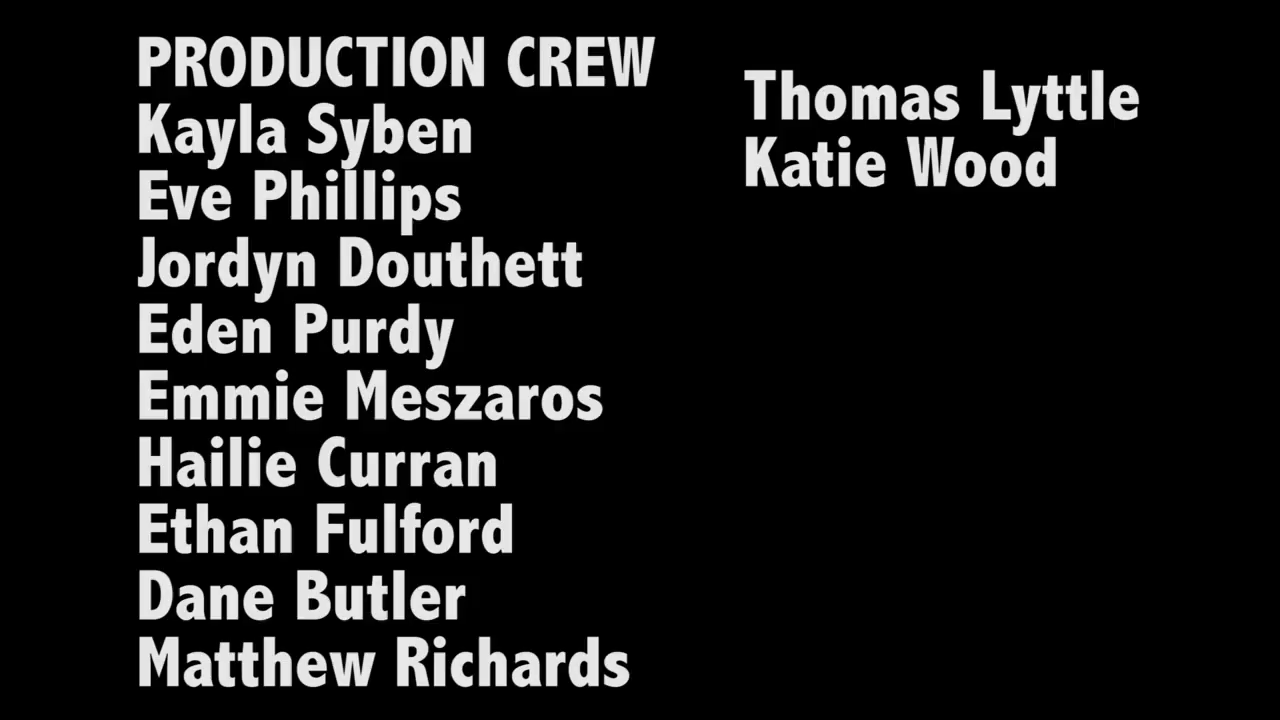 PRODUCTION CREW
Kayla Syben
Eve Phillips
Jordyn Douthett
Eden Purdy
Emmie Meszaros
Hailie Curran
Ethan Fulford
Dane Butler
Matthew Richards
Thomas Lyttle
Katie Wood